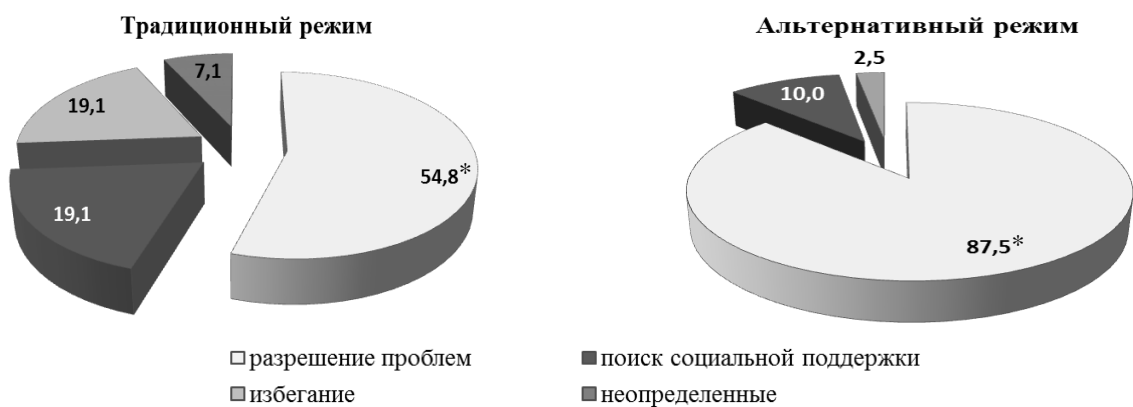 Традиционный режим
7,1
19,1
54,8*
19,1
Альтернативный режим
2,5
10,0
87,5*
разрешение проблем
поиск социальной поддержки
избегание
неопределенные